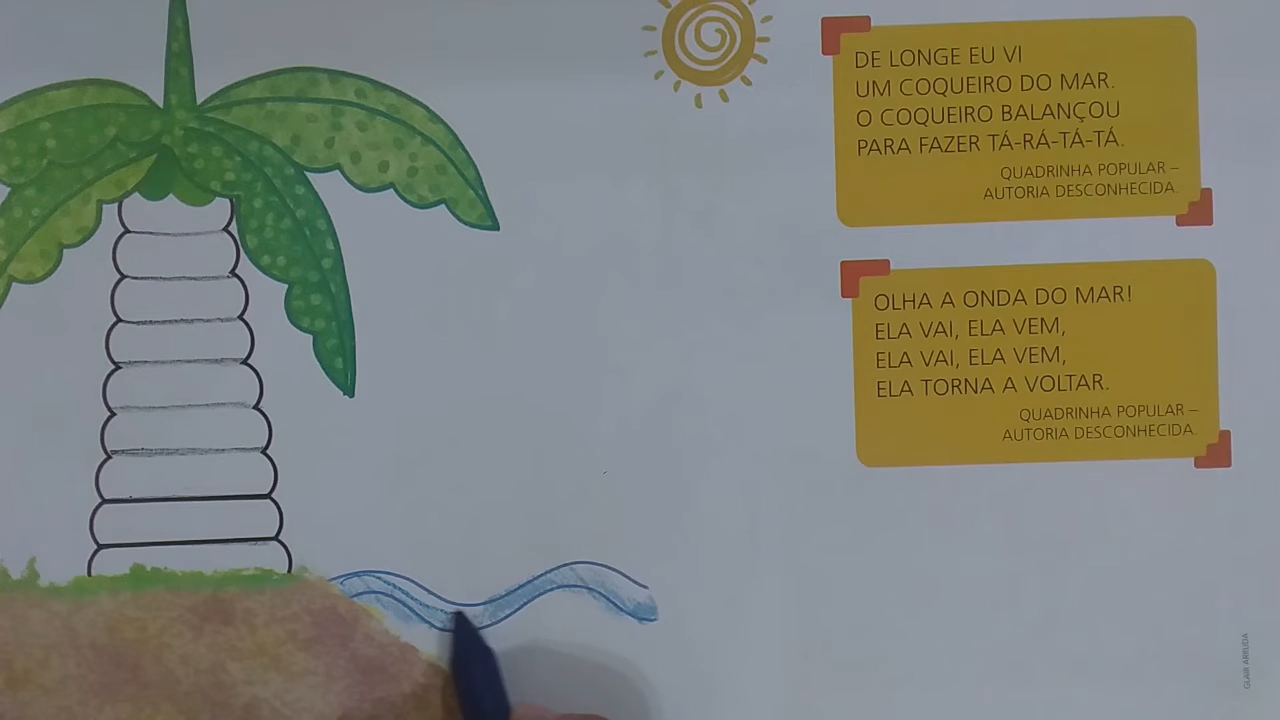 DE LONGE EU VI
UM COQUEIRO DO MAR.
O COQUEIRO BALANÇOU
PARA FAZER TÁ-RÁ-TÁ-TÁ.
QUADRINHA POPULAR –
AUTORIA DESCONHECIDA.
OLHA A ONDA DO MAR!
ELA VAI, ELA VEM,
ELA VAI, ELA VEM,
ELA TORNA A VOLTAR.
QUADRINHA POPULAR –
AUTORIA DESCONHECIDA.
GLAIR ARRUDA